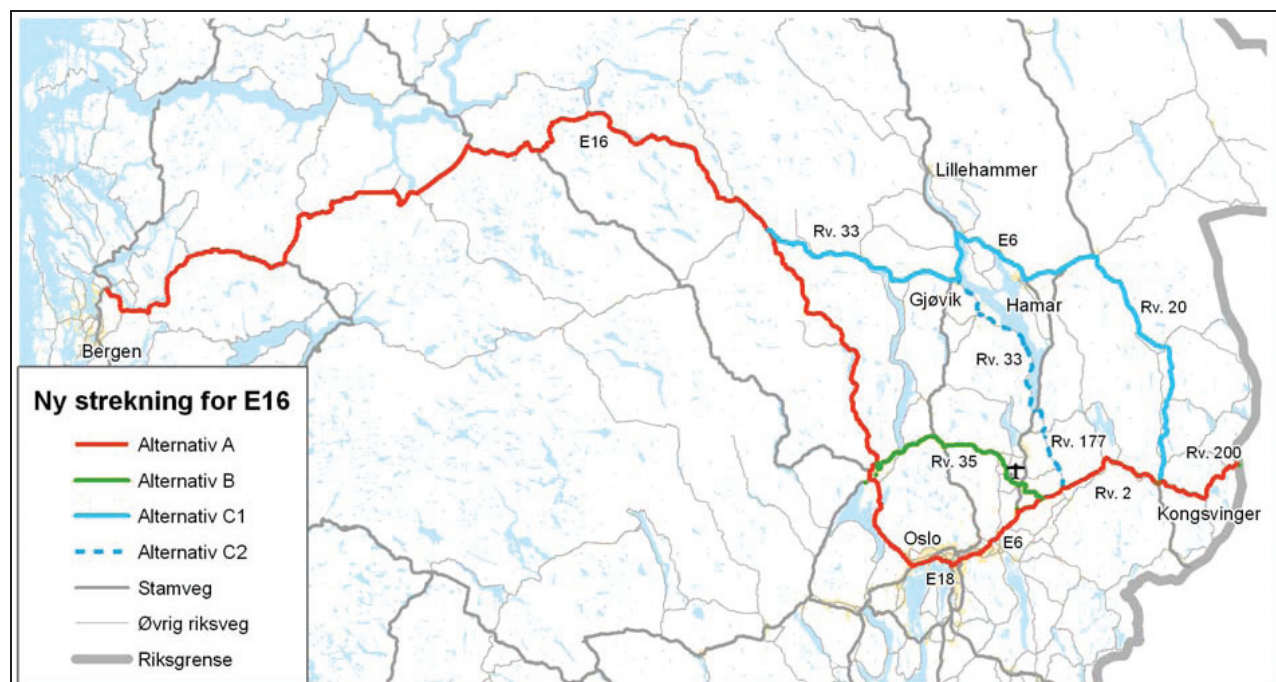 E16
Lillehammer
Rv. 33
E6
Gjøvik
Hamar
Rv. 20
Bergen
Rv. 33
Ny strekning for E16
Alternativ A
Alternativ B
Alternativ C1
Alternativ C2
Stamveg
Øvrig riksveg
Riksgrense
Rv. 177
Rv. 200
Rv. 35
Rv. 2
Kongsvinger
Oslo
E6
E18